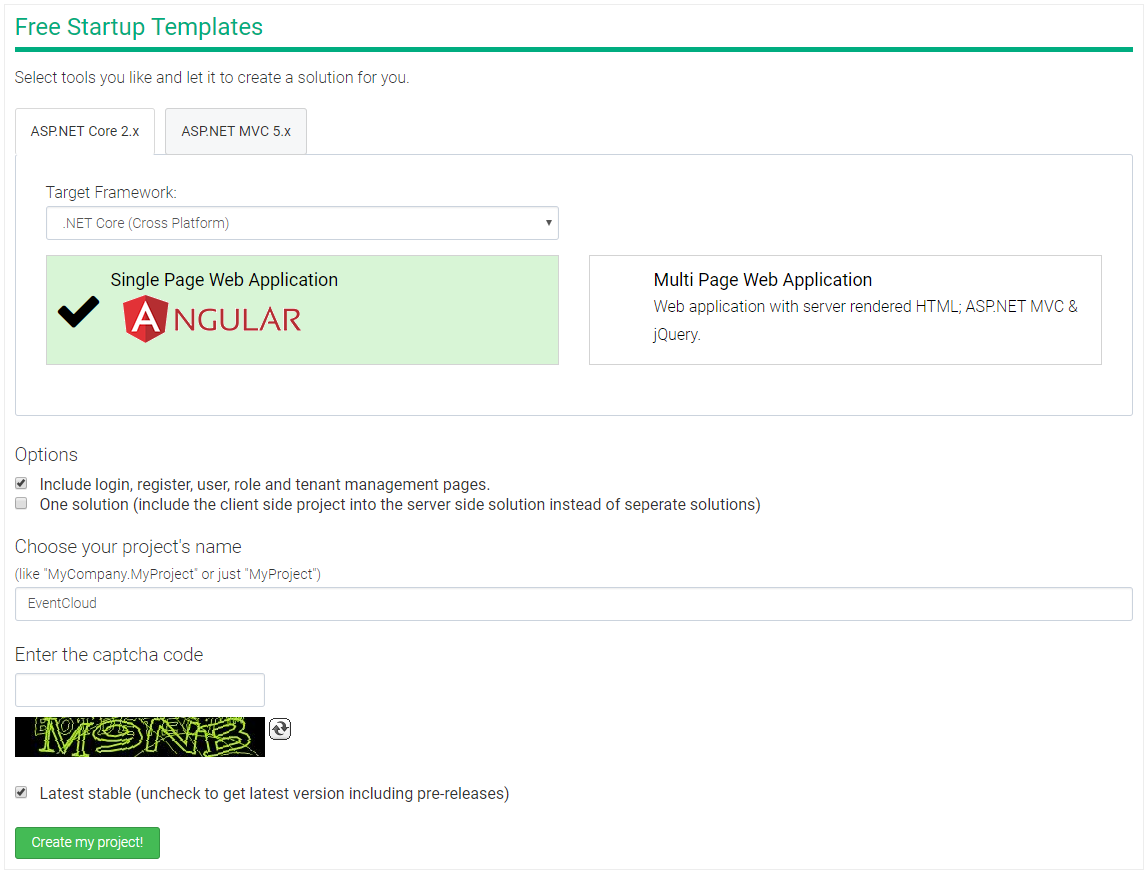 Free Startup Templates
Select tools you like and let it to create a solution for you.
ASP.NET Core 2.x
ASP.NET MVC 5.x
Target Framework:
.NET Core (Cross Platform)
Single Page Web Application
ANGULAR
Multi Page Web Application
Web application with server rendered HTML; ASP.NET MVC &
jQuery.
Options
Include login, register, user, role and tenant management pages.
One solution (include the client side project into the server side solution instead of seperate solutions)
Choose your project's name
(like "MyCompany.MyProject" or just "MyProject")
EventCloud
Enter the captcha code
Latest stable (uncheck to get latest version including pre-releases)
Create my project!